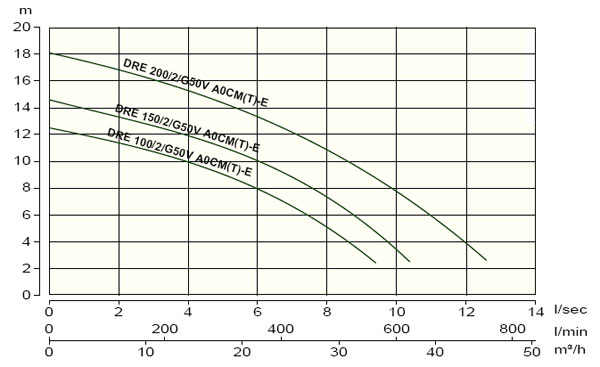 m
20
18
16
14
12
10
8
6
4
2
0
DRE 200/2/G50V A0CM(T)-E
DRE 150/2/G50V A0CM(T)-E
DRE 100/2/G50V A0CM(T)-E
0 2 4 6 8 10 12 14 l/sec
0 200 400 600 800 l/min
0 10 20 30 40 50 m³/h